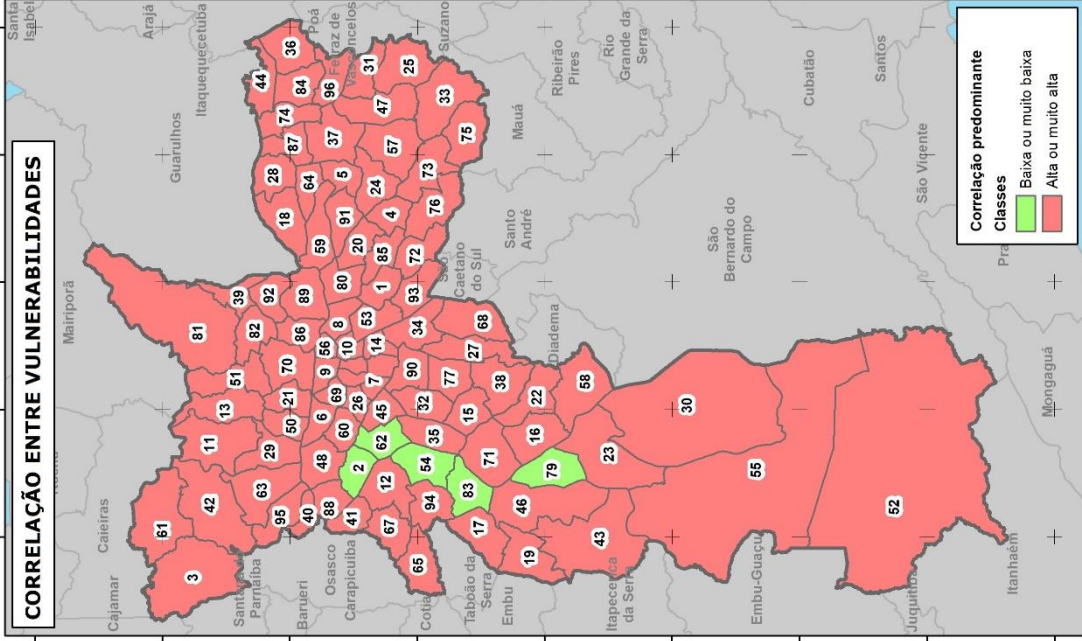 CORRELAÇÃO ENTRE VULNERABILIDADES
Santa
Isabel
Arajá
Itaquequecetuba
Poá
Ferraz de
Vasconcelos
Suzano
Guarulhos
Mairiporã
Mauá
Ribeirão
Pires
Rio
Grande da
Serra
Cubatão
Santos
Santo
André
São
Caetano
do Sul
São
Bernardo do
Campo
São Vicente
Diadema
Mongaguá
Caieiras
Cajamar
Santana
Parnaíba
Barueri
Osasco
Carapicuiba
Cotia
Taboão da
Serra
Embu
Itapecerica
da Serra
Embu-Guaçu
Juquitiba
Itanhaém
36
44
84
96
31
25
74
47
33
87
37
75
28
64
5
57
24
73
18
91
4
76
59
20
85
72
39
92
89
80
1
93
81
82
86
8
53
34
68
56
10
14
27
51
70
9
7
90
77
38
58
13
21
69
26
32
22
30
11
50
6
45
15
60
62
35
16
29
48
2
54
71
79
23
55
42
63
12
83
61
95
40
88
41
67
94
46
52
17
3
65
19
43
Correlação predominante
Classes
Baixa ou muito baixa
Alta ou muito alta